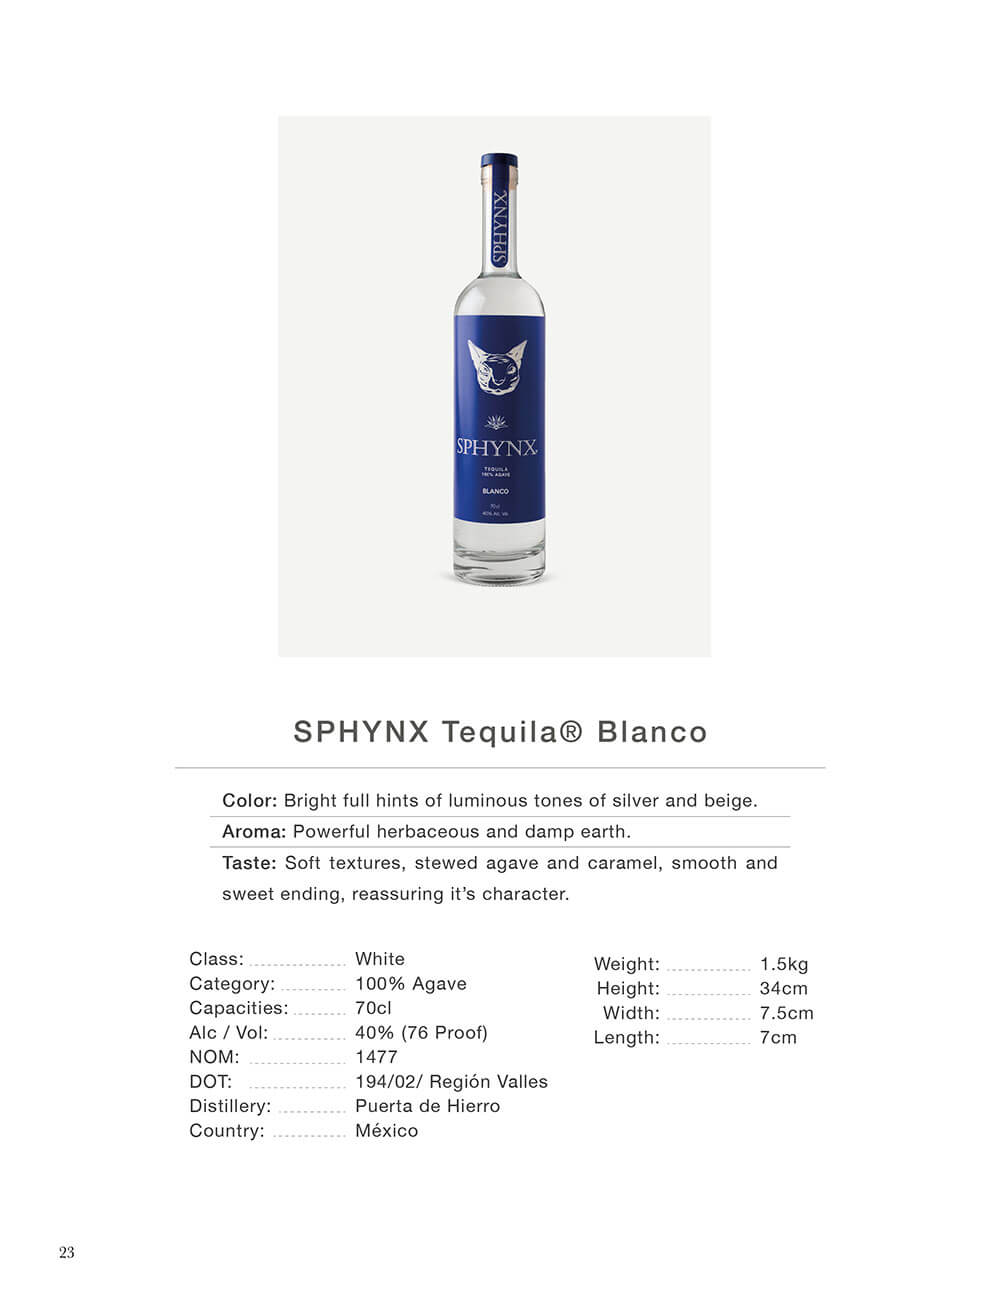 SPHYNX
SPHYNX
TEQUILA
100% AGAVE
BLANCO
70cl
40% Alc. Vol.
SPHYNX Tequila® Blanco
Color: Bright full hints of luminous tones of silver and beige.
Aroma: Powerful herbaceous and damp earth.
Taste: Soft textures, stewed agave and caramel, smooth and
sweet ending, reassuring it’s character.
Class: White
Category: 100% Agave
Capacities: 70cl
Alc / Vol: 40% (76 Proof)
NOM: 1477
DOT: 194/02/ Región Valles
Distillery: Puerta de Hierro
Country: México
Weight: 1.5kg
Height: 34cm
Width: 7.5cm
Length: 7cm
23